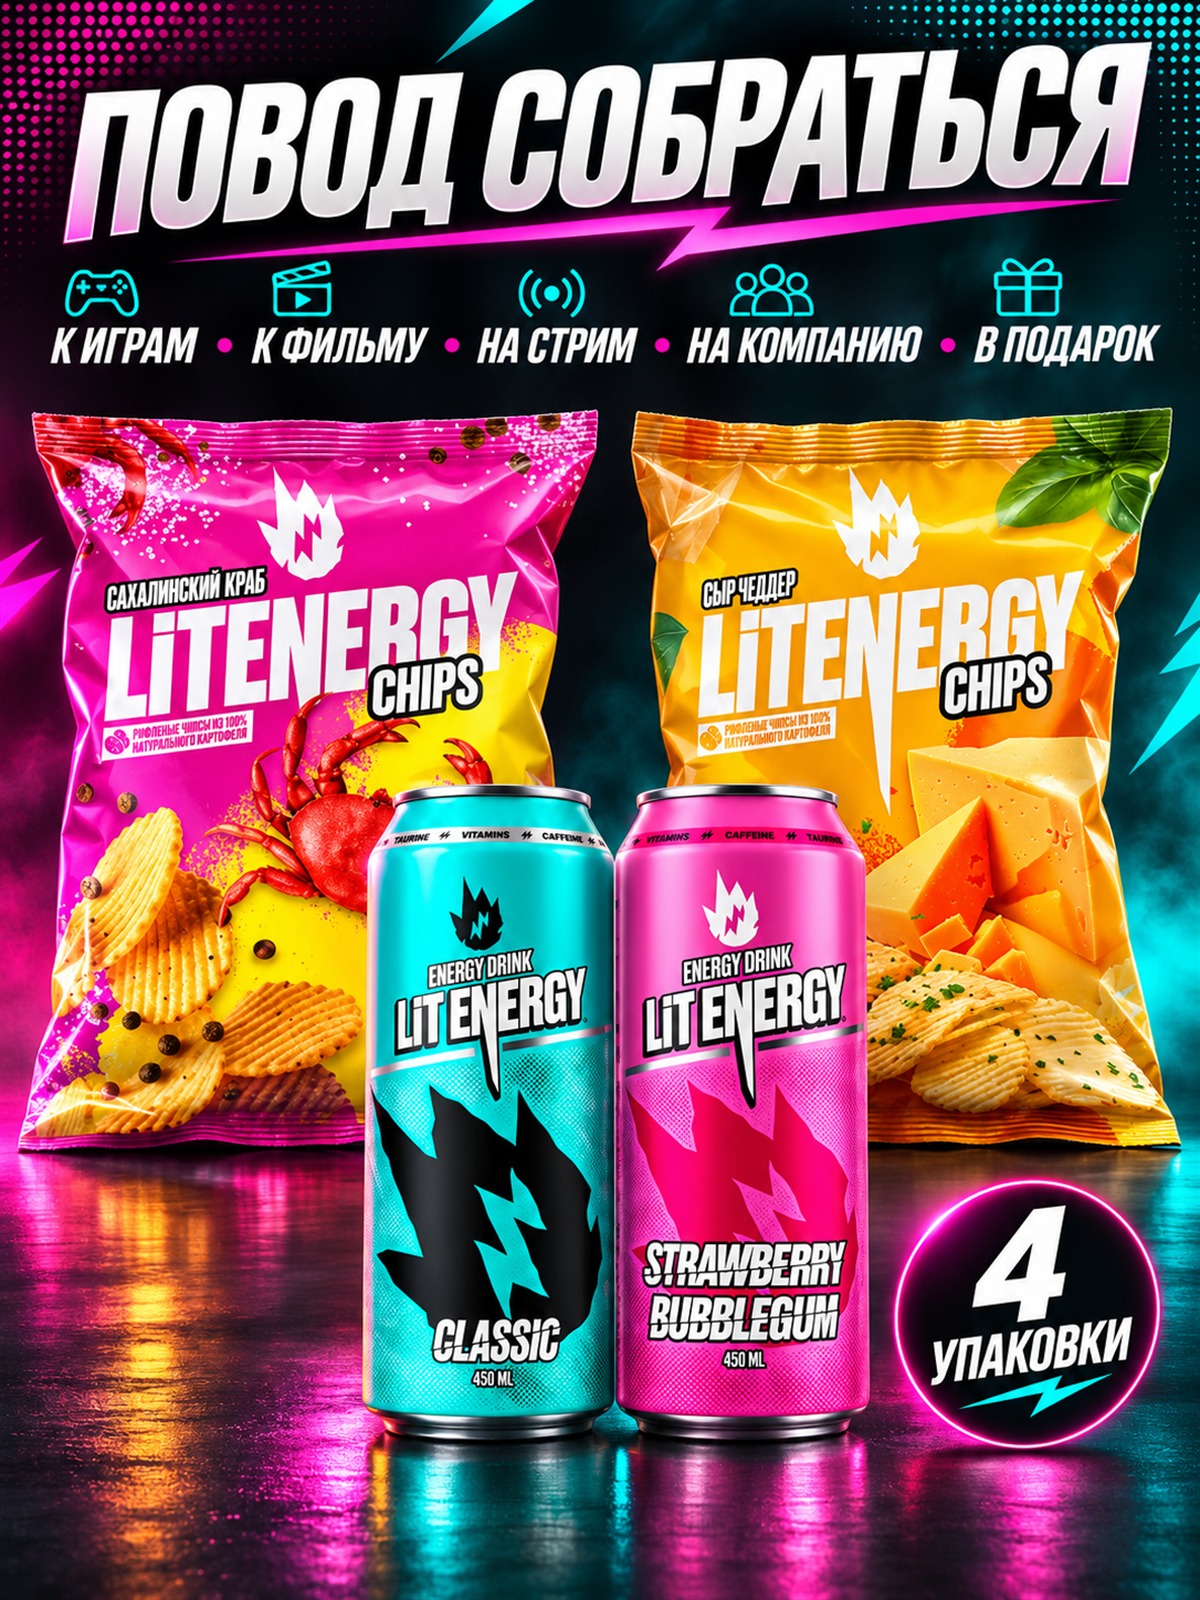 ПОВОД СОБРАТЬСЯ
К ИГРАМ • К ФИЛЬМУ • НА СТРИМ • НА КОМПАНИЮ • В ПОДАРОК
САХАЛИНСКИЙ КРАБ
LiTENERGY
CHIPS
РИФЛЕНЫЕ ЧИПСЫ ИЗ 100%
НАТУРАЛЬНОГО КАРТОФЕЛЯ
СЫР ЧЕДДЕР
LiTENERGY
CHIPS
РИФЛЕНЫЕ ЧИПСЫ ИЗ 100%
НАТУРАЛЬНОГО КАРТОФЕЛЯ
TAURINE VITAMINS CAFFEINE
ENERGY DRINK
LiT ENERGY
CLASSIC
450 ML
VITAMINS CAFFEINE TAURINE
ENERGY DRINK
LiT ENERGY
STRAWBERRY
BUBBLEGUM
450 ML
4
УПАКОВКИ